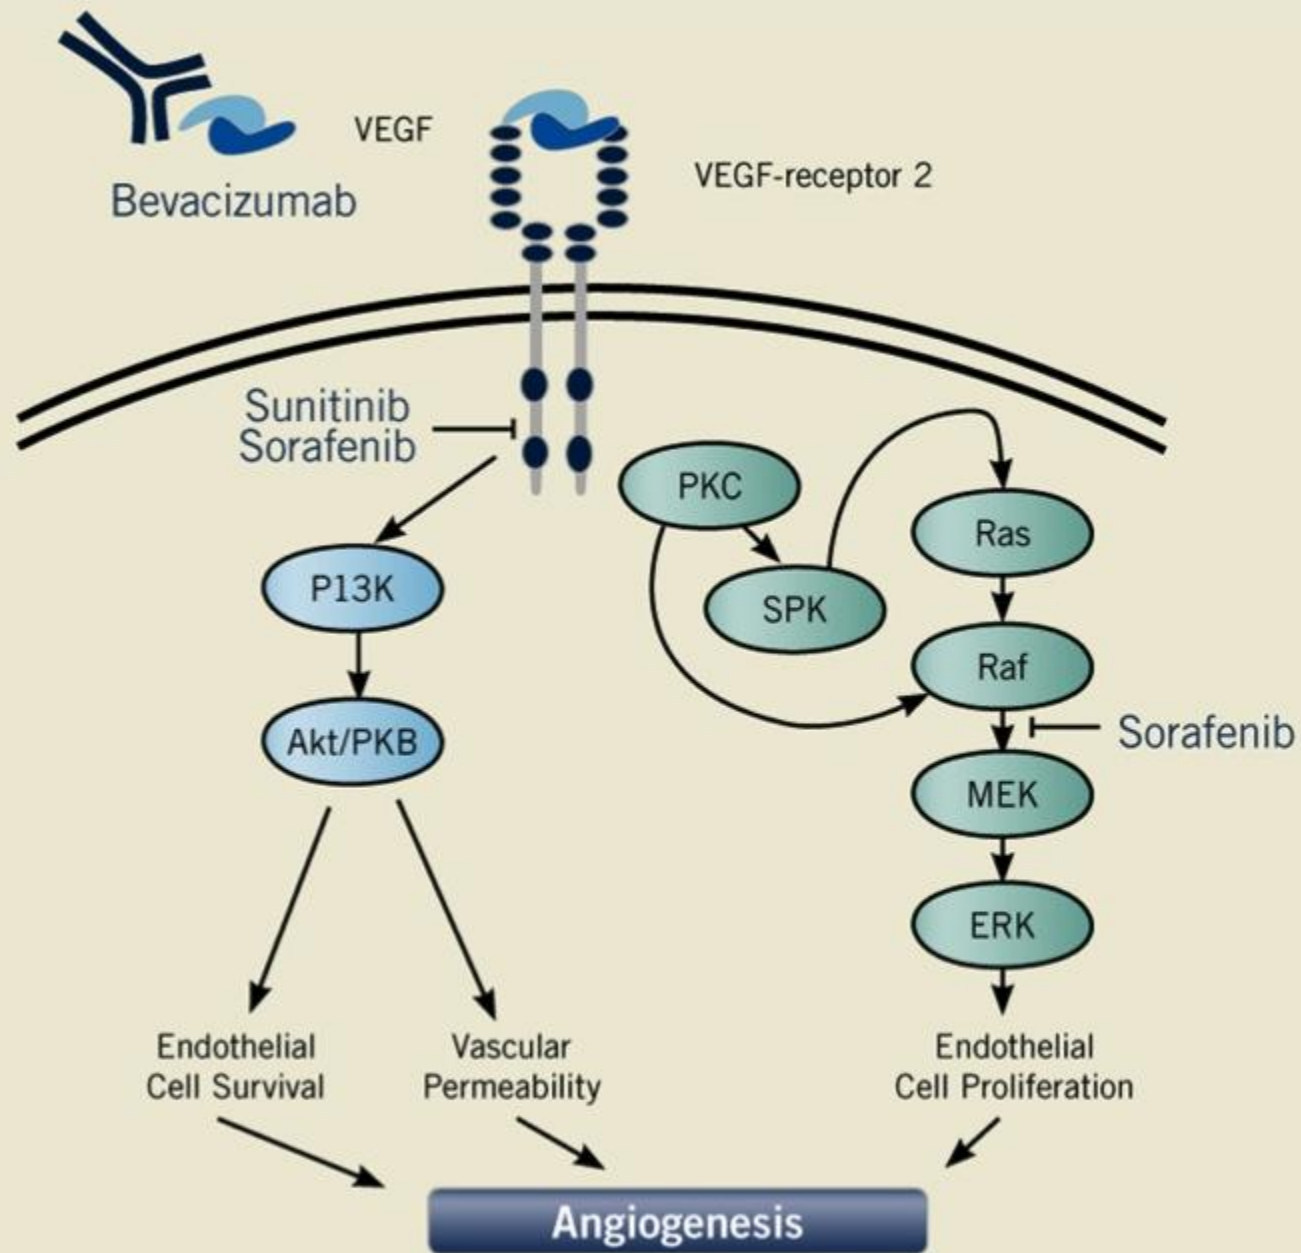 VEGF
Bevacizumab
VEGF-receptor 2
Sunitinib
Sorafenib
PKC
Ras
P13K
SPK
Raf
Akt/PKB
Sorafenib
MEK
ERK
Endothelial
Cell Survival
Vascular
Permeability
Endothelial
Cell Proliferation
Angiogenesis